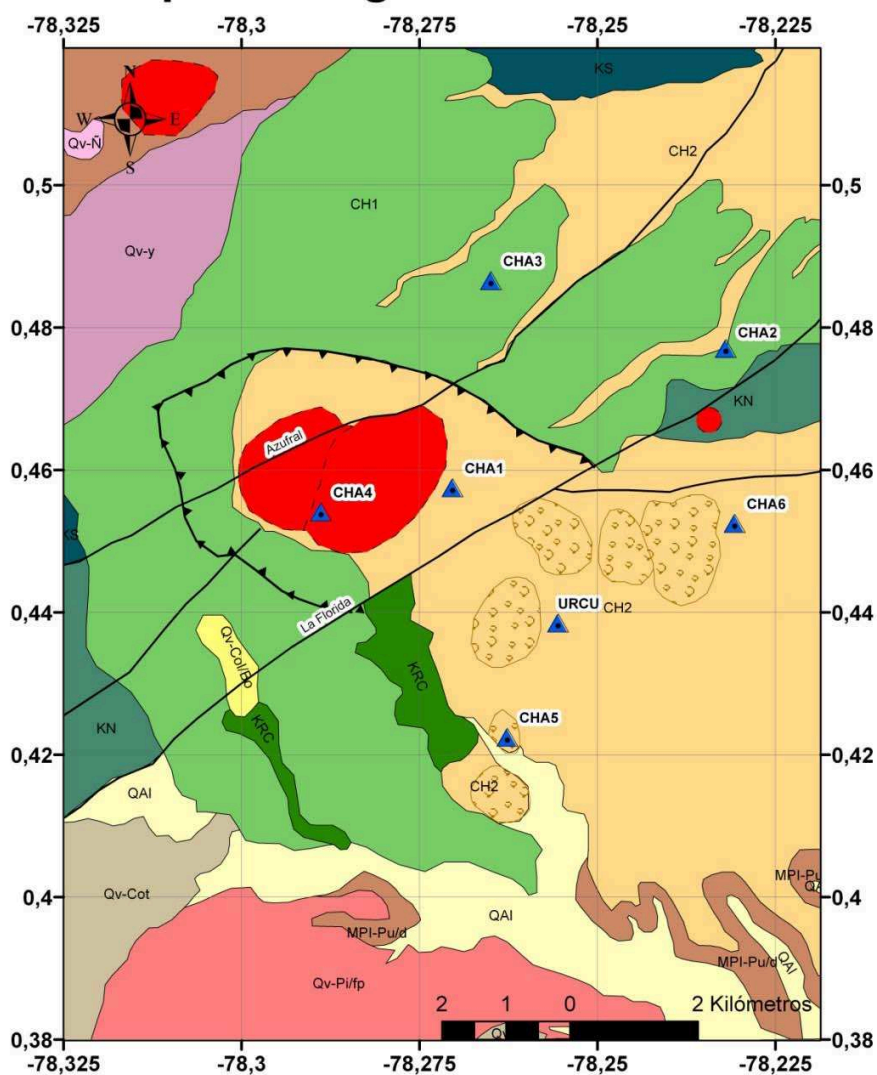 -78,325 -78,3 -78,275 -78,25 -78,225
N
W E
S
KS
Qv-Ñ
CH2
0,5 0,5
CH1
Qv-y
CHA3
0,48 0,48
CHA2
KN
Azufral
0,46 0,46
CHA1
CHA4
CHA6
KS
0,44 0,44
URCU
CH2
La Florida
Qv-Col/Bp
KRC
KRC
KN
CHA5
0,42 0,42
CH2
QAl
MPl-Pu
Qv-Cot
0,4 0,4
QAl
MPl-Pu/d
MPl-Pu/d
QAl
Qv-Pi/fp
2 1 0 2 Kilómetros
0,38 0,38
-78,325 -78,3 -78,275 -78,25 -78,225